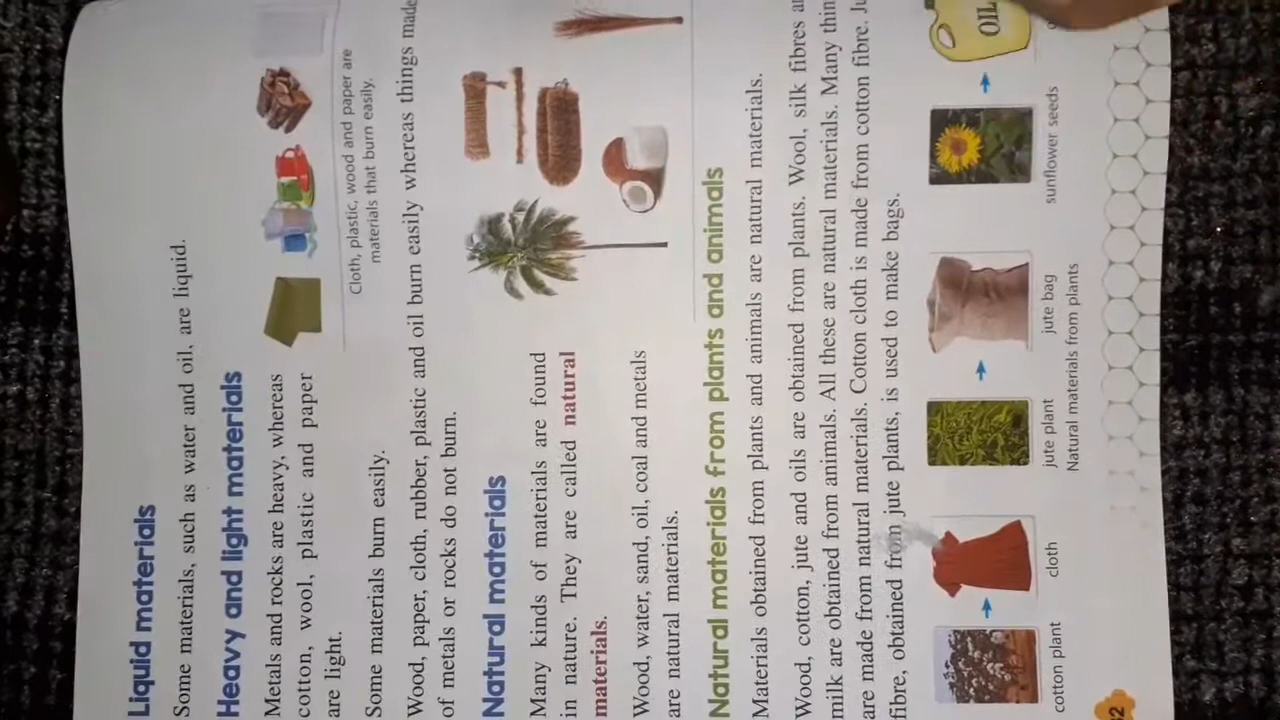 Liquid materials
Some materials, such as water and oil, are liquid.
Heavy and light materials
Metals and rocks are heavy, whereas
cotton, wool, plastic and paper
are light.
Some materials burn easily.
Cloth, plastic, wood and paper are
materials that burn easily.
Wood, paper, cloth, rubber, plastic and oil burn easily whereas things made
of metals or rocks do not burn.
Natural materials
Many kinds of materials are found
in nature. They are called natural
materials.
Wood, water, sand, oil, coal and metals
are natural materials.
Natural materials from plants and animals
Materials obtained from plants and animals are natural materials.
Wood, cotton, jute and oils are obtained from plants. Wool, silk fibres
milk are obtained from animals. All these are natural materials. Many
are made from natural materials. Cotton cloth is made from cotton fibre.
fibre, obtained from jute plants, is used to make bags.
OIL
cotton plant cloth jute plant jute bag sunflower seeds
Natural materials from plants